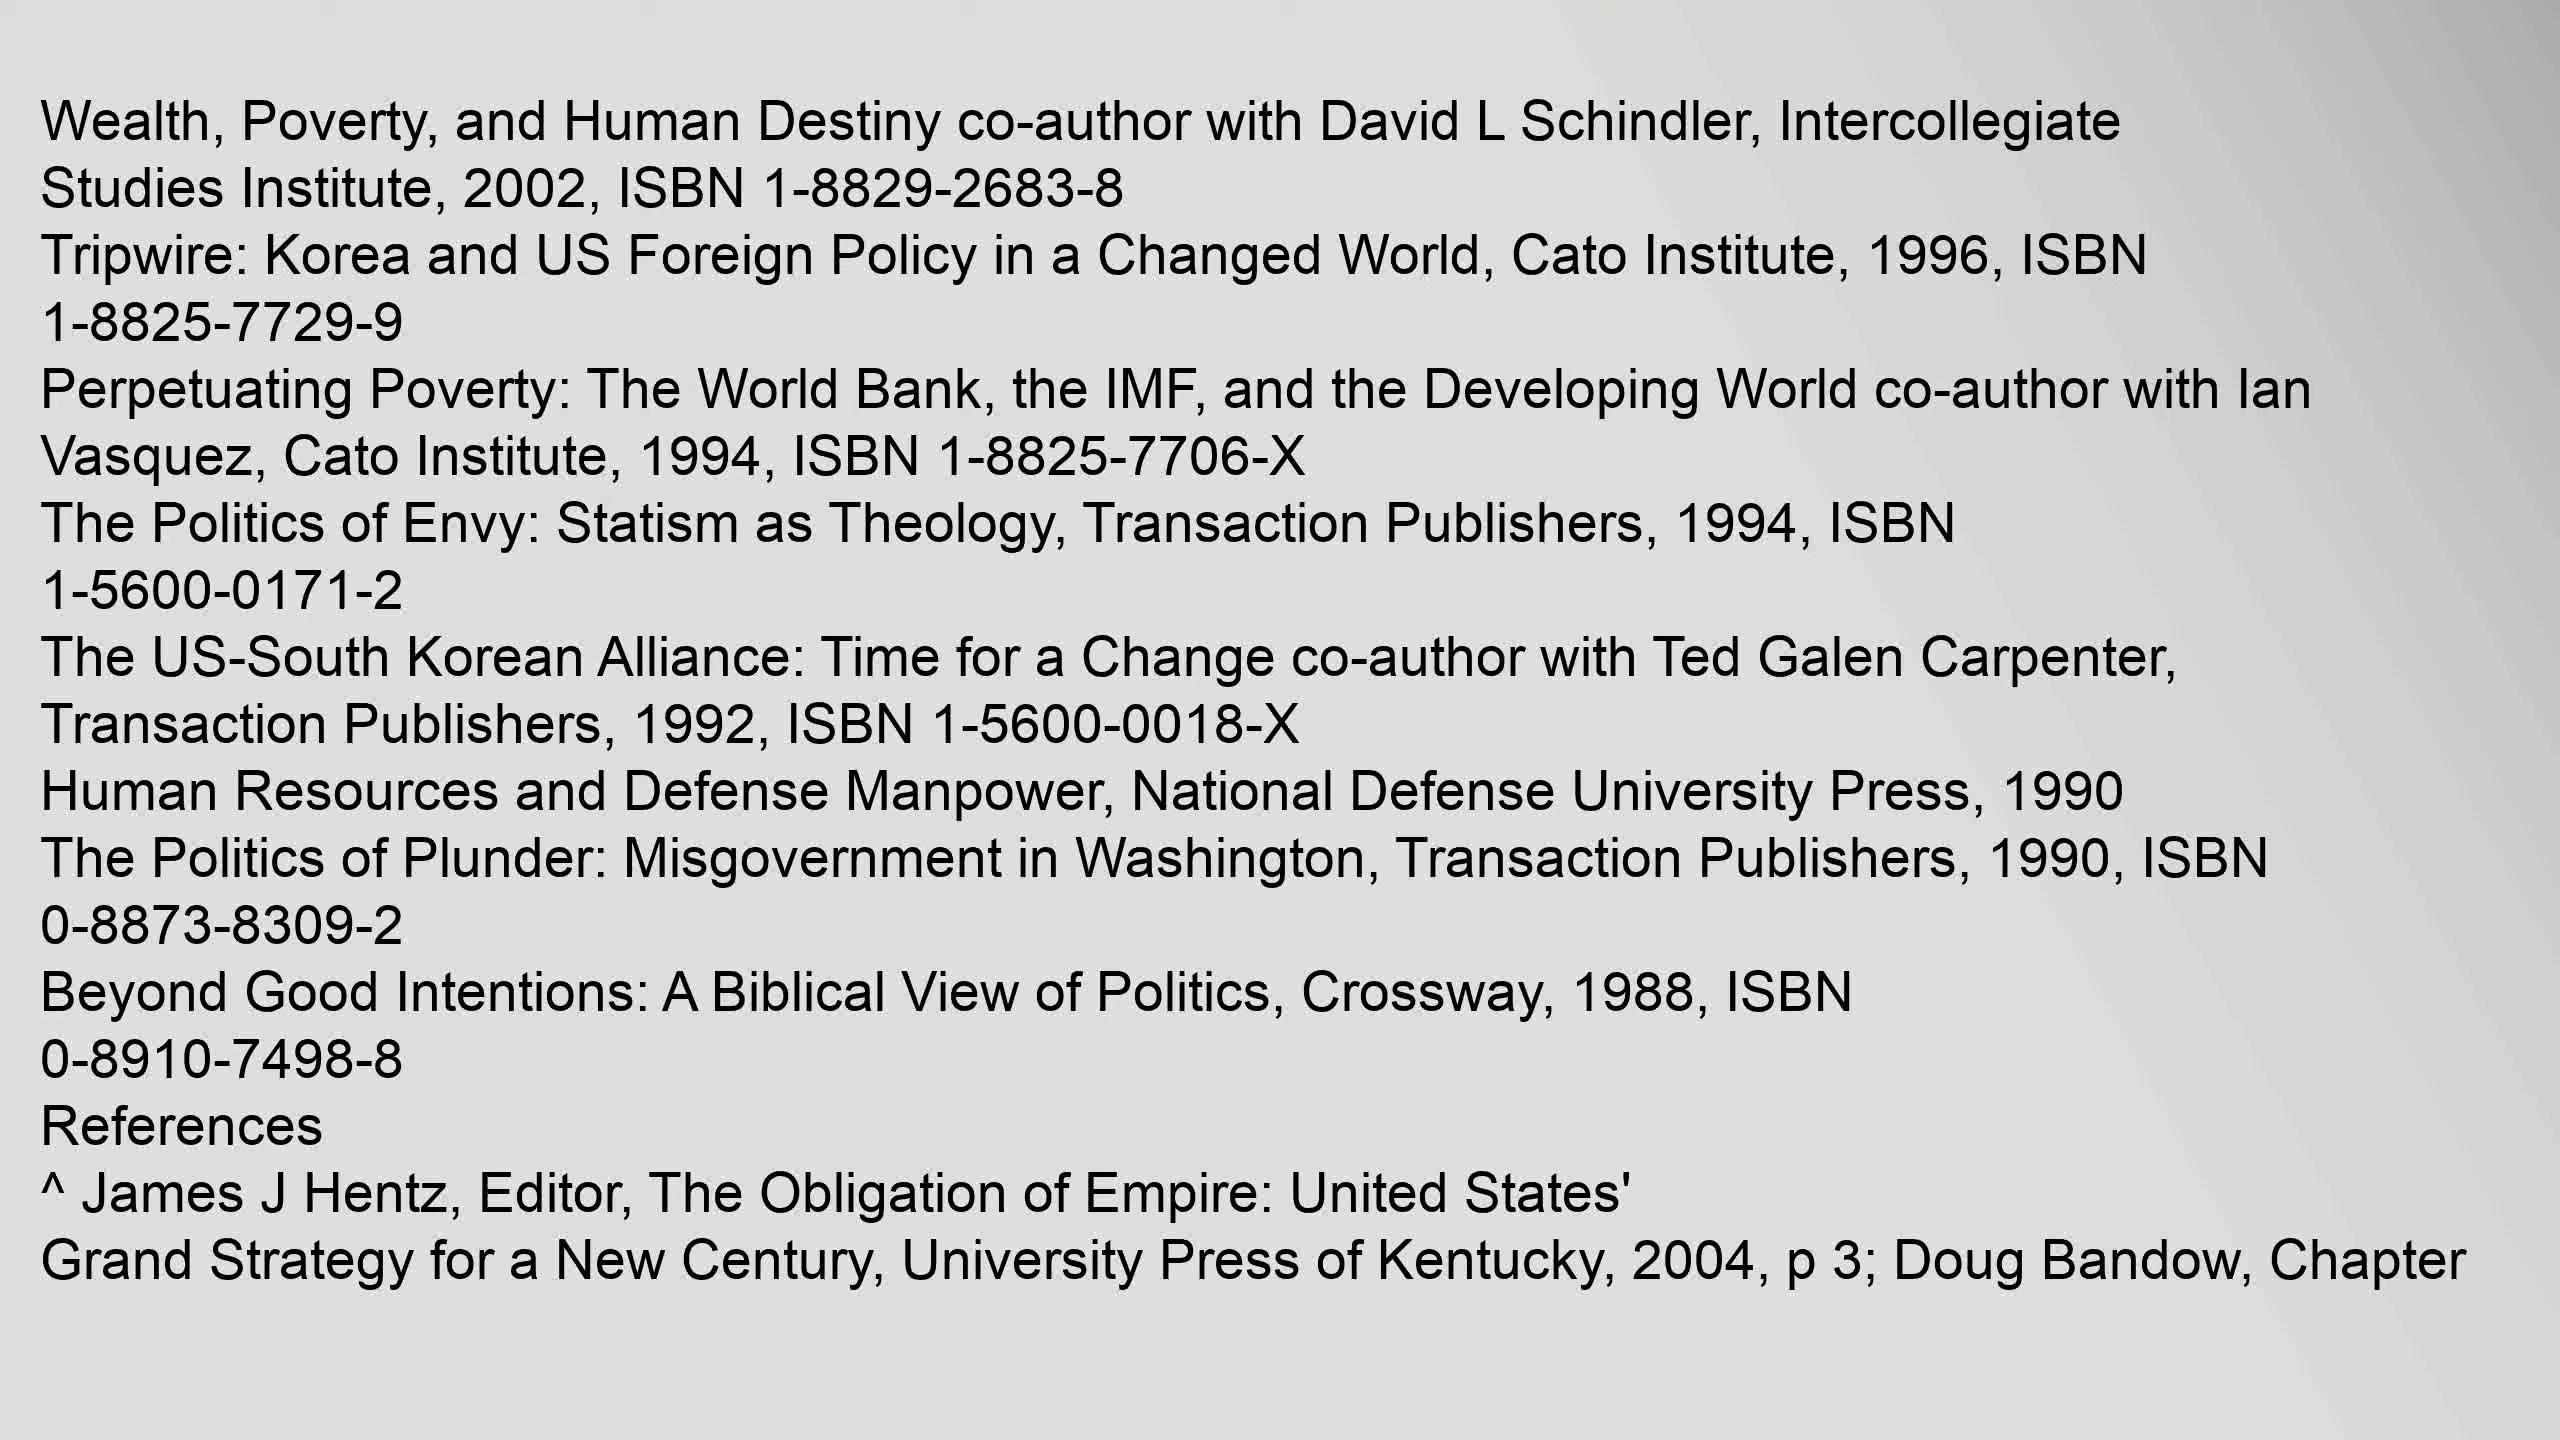 Wealth, Poverty, and Human Destiny co-author with David L Schindler, Intercollegiate
Studies Institute, 2002, ISBN 1-8829-2683-8
Tripwire: Korea and US Foreign Policy in a Changed World, Cato Institute, 1996, ISBN
1-8825-7729-9
Perpetuating Poverty: The World Bank, the IMF, and the Developing World co-author with Ian
Vasquez, Cato Institute, 1994, ISBN 1-8825-7706-X
The Politics of Envy: Statism as Theology, Transaction Publishers, 1994, ISBN
1-5600-0171-2
The US-South Korean Alliance: Time for a Change co-author with Ted Galen Carpenter,
Transaction Publishers, 1992, ISBN 1-5600-0018-X
Human Resources and Defense Manpower, National Defense University Press, 1990
The Politics of Plunder: Misgovernment in Washington, Transaction Publishers, 1990, ISBN
0-8873-8309-2
Beyond Good Intentions: A Biblical View of Politics, Crossway, 1988, ISBN
0-8910-7498-8
References
^ James J Hentz, Editor, The Obligation of Empire: United States'
Grand Strategy for a New Century, University Press of Kentucky, 2004, p 3; Doug Bandow, Chapter